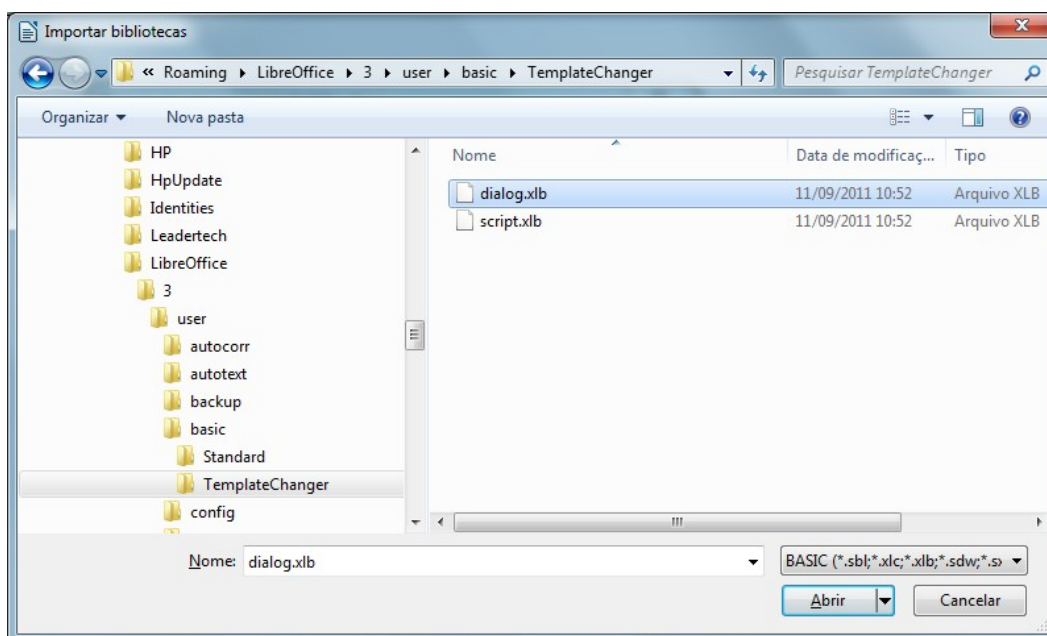 Importar bibliotecas
« Roaming ▸ LibreOffice ▸ 3 ▸ user ▸ basic ▸ TemplateChanger
Pesquisar TemplateChanger
Organizar Nova pasta
HP
HpUpdate
Identities
Leadertech
LibreOffice
3
user
autocorr
autotext
backup
basic
Standard
TemplateChanger
config
Nome Data de modificaç... Tipo
dialog.xlb 11/09/2011 10:52 Arquivo XLB
script.xlb 11/09/2011 10:52 Arquivo XLB
Nome: dialog.xlb BASIC (*.sbl;*.xlc;*.xlb;*.sdw;*.s
Abrir Cancelar